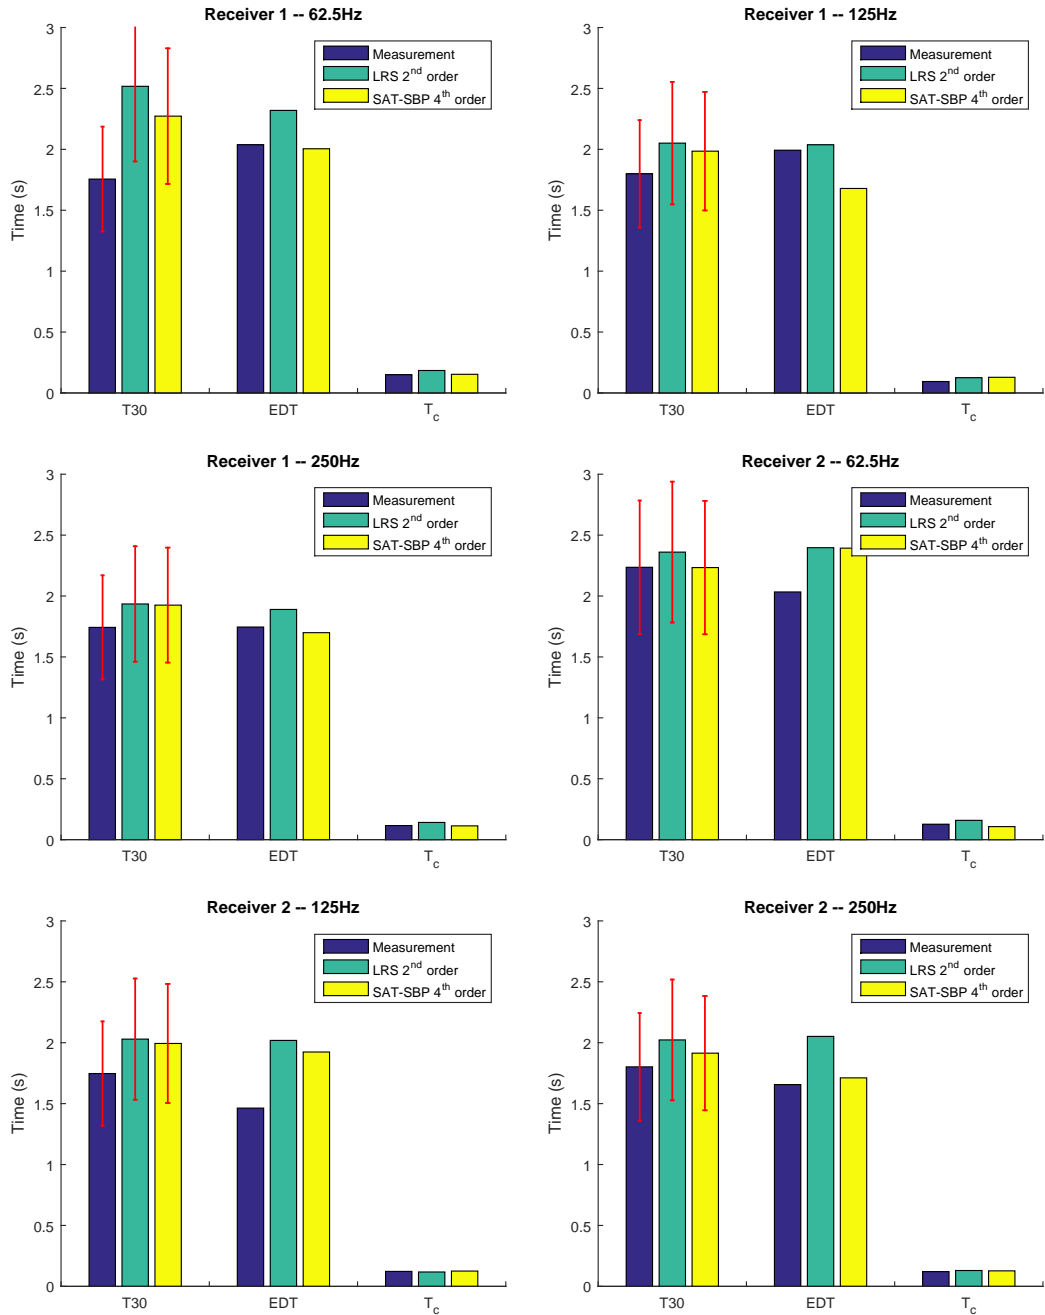 Receiver 1 -- 62.5Hz
3
2.5
2
1.5
1
0.5
0
Time (s)
Measurement
LRS 2nd order
SAT-SBP 4th order
T30 EDT Tc
Receiver 1 -- 125Hz
3
2.5
2
1.5
1
0.5
0
Time (s)
Measurement
LRS 2nd order
SAT-SBP 4th order
T30 EDT Tc
Receiver 1 -- 250Hz
3
2.5
2
1.5
1
0.5
0
Time (s)
Measurement
LRS 2nd order
SAT-SBP 4th order
T30 EDT Tc
Receiver 2 -- 62.5Hz
3
2.5
2
1.5
1
0.5
0
Time (s)
Measurement
LRS 2nd order
SAT-SBP 4th order
T30 EDT Tc
Receiver 2 -- 125Hz
3
2.5
2
1.5
1
0.5
0
Time (s)
Measurement
LRS 2nd order
SAT-SBP 4th order
T30 EDT Tc
Receiver 2 -- 250Hz
3
2.5
2
1.5
1
0.5
0
Time (s)
Measurement
LRS 2nd order
SAT-SBP 4th order
T30 EDT Tc